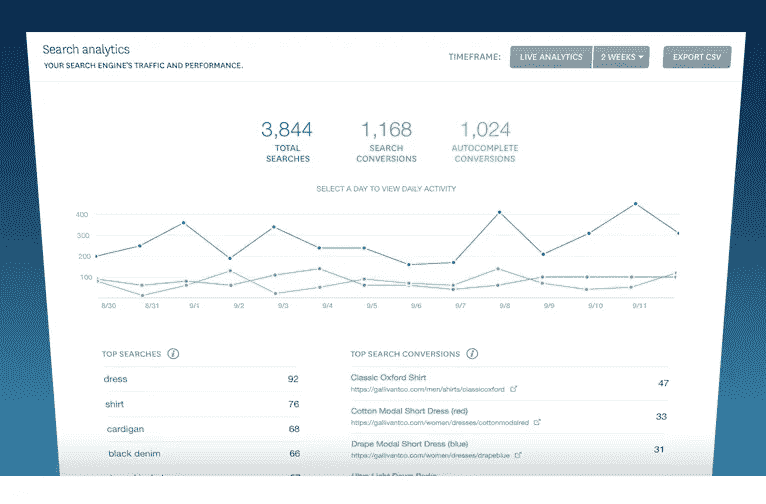 Search analytics
YOUR SEARCH ENGINE'S TRAFFIC AND PERFORMANCE.
TIMEFRAME: LIVE ANALYTICS 2 WEEKS EXPORT CSV
3,844 1,168 1,024
TOTAL SEARCH AUTOCOMPLETE
SEARCHES CONVERSIONS CONVERSIONS
SELECT A DAY TO VIEW DAILY ACTIVITY
400
300
200
100
8/30 8/31 9/1 9/2 9/3 9/4 9/5 9/6 9/7 9/8 9/9 9/10 9/11
TOP SEARCHES i TOP SEARCH CONVERSIONS i
dress 92
shirt 76
cardigan 68
black denim 66
Classic Oxford Shirt 47
https://gallivantco.com/men/shirts/classicoxford
Cotton Modal Short Dress (red) 33
https://gallivantco.com/women/dresses/cottonmodalred
Drape Modal Short Dress (blue) 31
https://gallivantco.com/women/dresses/drapeblue